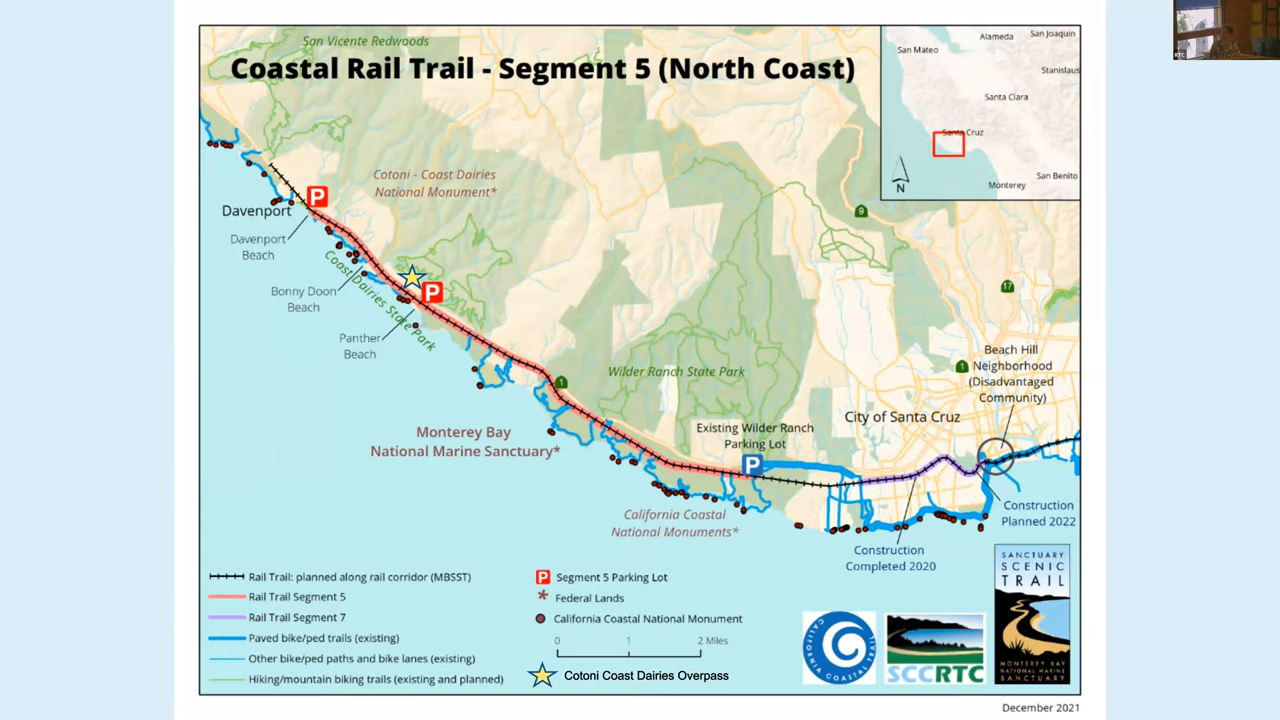 San Vicente Redwoods
Coastal Rail Trail - Segment 5 (North Coast)
Alameda
San Joaquin
San Mateo
Stanislaus
Santa Clara
Santa Cruz
San Benito
Monterey
N
RTC
Cotoni - Coast Dairies
National Monument*
P
Davenport
Davenport
Beach
9
Bonny Doon
Beach
Coast Dairies State Park
P
17
Panther
Beach
1
Wilder Ranch State Park
1
Beach Hill
Neighborhood
(Disadvantaged
Community)
City of Santa Cruz
Existing Wilder Ranch
Parking Lot
P
Monterey Bay
National Marine Sanctuary*
California Coastal
National Monuments*
Construction
Planned 2022
Construction
Completed 2020
Rail Trail: planned along rail corridor (MBSST)
Rail Trail Segment 5
Rail Trail Segment 7
Paved bike/ped trails (existing)
Other bike/ped paths and bike lanes (existing)
Hiking/mountain biking trails (existing and planned)
P Segment 5 Parking Lot
* Federal Lands
California Coastal National Monument
0 1 2 Miles
Cotoni Coast Dairies Overpass
CALIFORNIA COASTAL TRAIL
SCCRTC
SANCTUARY
SCENIC
TRAIL
MONTEREY BAY
NATIONAL MARINE
SANCTUARY
December 2021